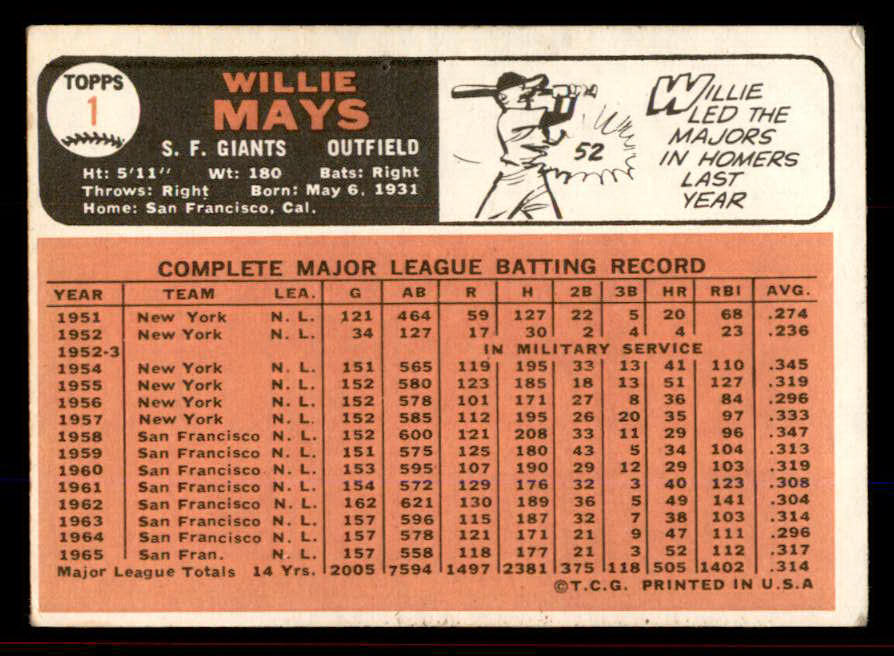 TOPPS
1
WILLIE
MAYS
S. F. GIANTS OUTFIELD
Ht: 5'11" Wt: 180 Bats: Right
Throws: Right Born: May 6, 1931
Home: San Francisco, Cal.
52
WILLIE
LED THE
MAJORS
IN HOMERS
LAST
YEAR
COMPLETE MAJOR LEAGUE BATTING RECORD
YEAR TEAM LEA. G AB R H 2B 3B HR RBI AVG.
1951 New York N. L. 121 464 59 127 22 5 20 68 .274
1952 New York N. L. 34 127 17 30 2 4 4 23 .236
1952-3 IN MILITARY SERVICE
1954 New York N. L. 151 565 119 195 33 13 41 110 .345
1955 New York N. L. 152 580 123 185 18 13 51 127 .319
1956 New York N. L. 152 578 101 171 27 8 36 84 .296
1957 New York N. L. 152 585 112 195 26 20 35 97 .333
1958 San Francisco N. L. 152 600 121 208 33 11 29 96 .347
1959 San Francisco N. L. 151 575 125 180 43 5 34 104 .313
1960 San Francisco N. L. 153 595 107 190 29 12 29 103 .319
1961 San Francisco N. L. 154 572 129 176 32 3 40 123 .308
1962 San Francisco N. L. 162 621 130 189 36 5 49 141 .304
1963 San Francisco N. L. 157 596 115 187 32 7 38 103 .314
1964 San Francisco N. L. 157 578 121 171 21 9 47 111 .296
1965 San Fran. N. L. 157 558 118 177 21 3 52 112 .317
Major League Totals 14 Yrs. 2005 7594 1497 2381 375 118 505 1402 .314
©T.C.G. PRINTED IN U.S.A